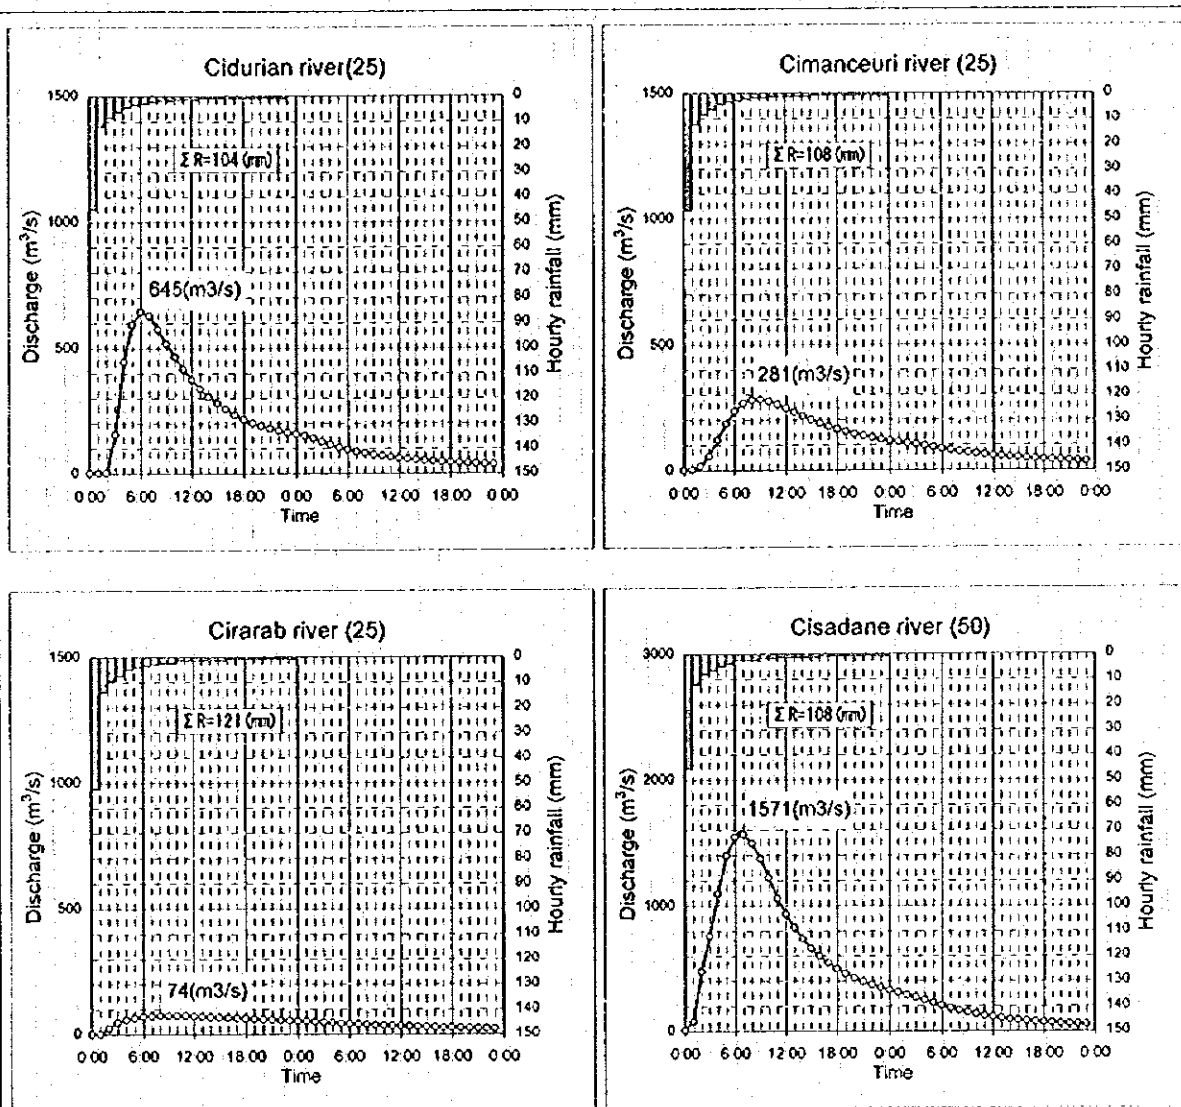 Cidurian river(25)
1500
1000
500
0
Discharge (m³/s)
0
10
20
30
40
50
60
70
80
90
100
110
120
130
140
150
Hourly rainfall (mm)
Σ R=104 (mm)
645(m3/s)
0:00 6:00 12:00 18:00 0:00 6:00 12:00 18:00 0:00
Time
Cimanceuri river (25)
1500
1000
500
0
Discharge (m³/s)
0
10
20
30
40
50
60
70
80
90
100
110
120
130
140
150
Hourly rainfall (mm)
Σ R=108 (mm)
281(m3/s)
0:00 6:00 12:00 18:00 0:00 6:00 12:00 18:00 0:00
Time
Cirarab river (25)
1500
1000
500
0
Discharge (m³/s)
0
10
20
30
40
50
60
70
80
90
100
110
120
130
140
150
Hourly rainfall (mm)
Σ R=121 (mm)
74(m3/s)
0:00 6:00 12:00 18:00 0:00 6:00 12:00 18:00 0:00
Time
Cisadane river (50)
3000
2000
1000
0
Discharge (m³/s)
0
10
20
30
40
50
60
70
80
90
100
110
120
130
140
150
Hourly rainfall (mm)
Σ R=108 (mm)
1571(m3/s)
0:00 6:00 12:00 18:00 0:00 6:00 12:00 18:00 0:00
Time